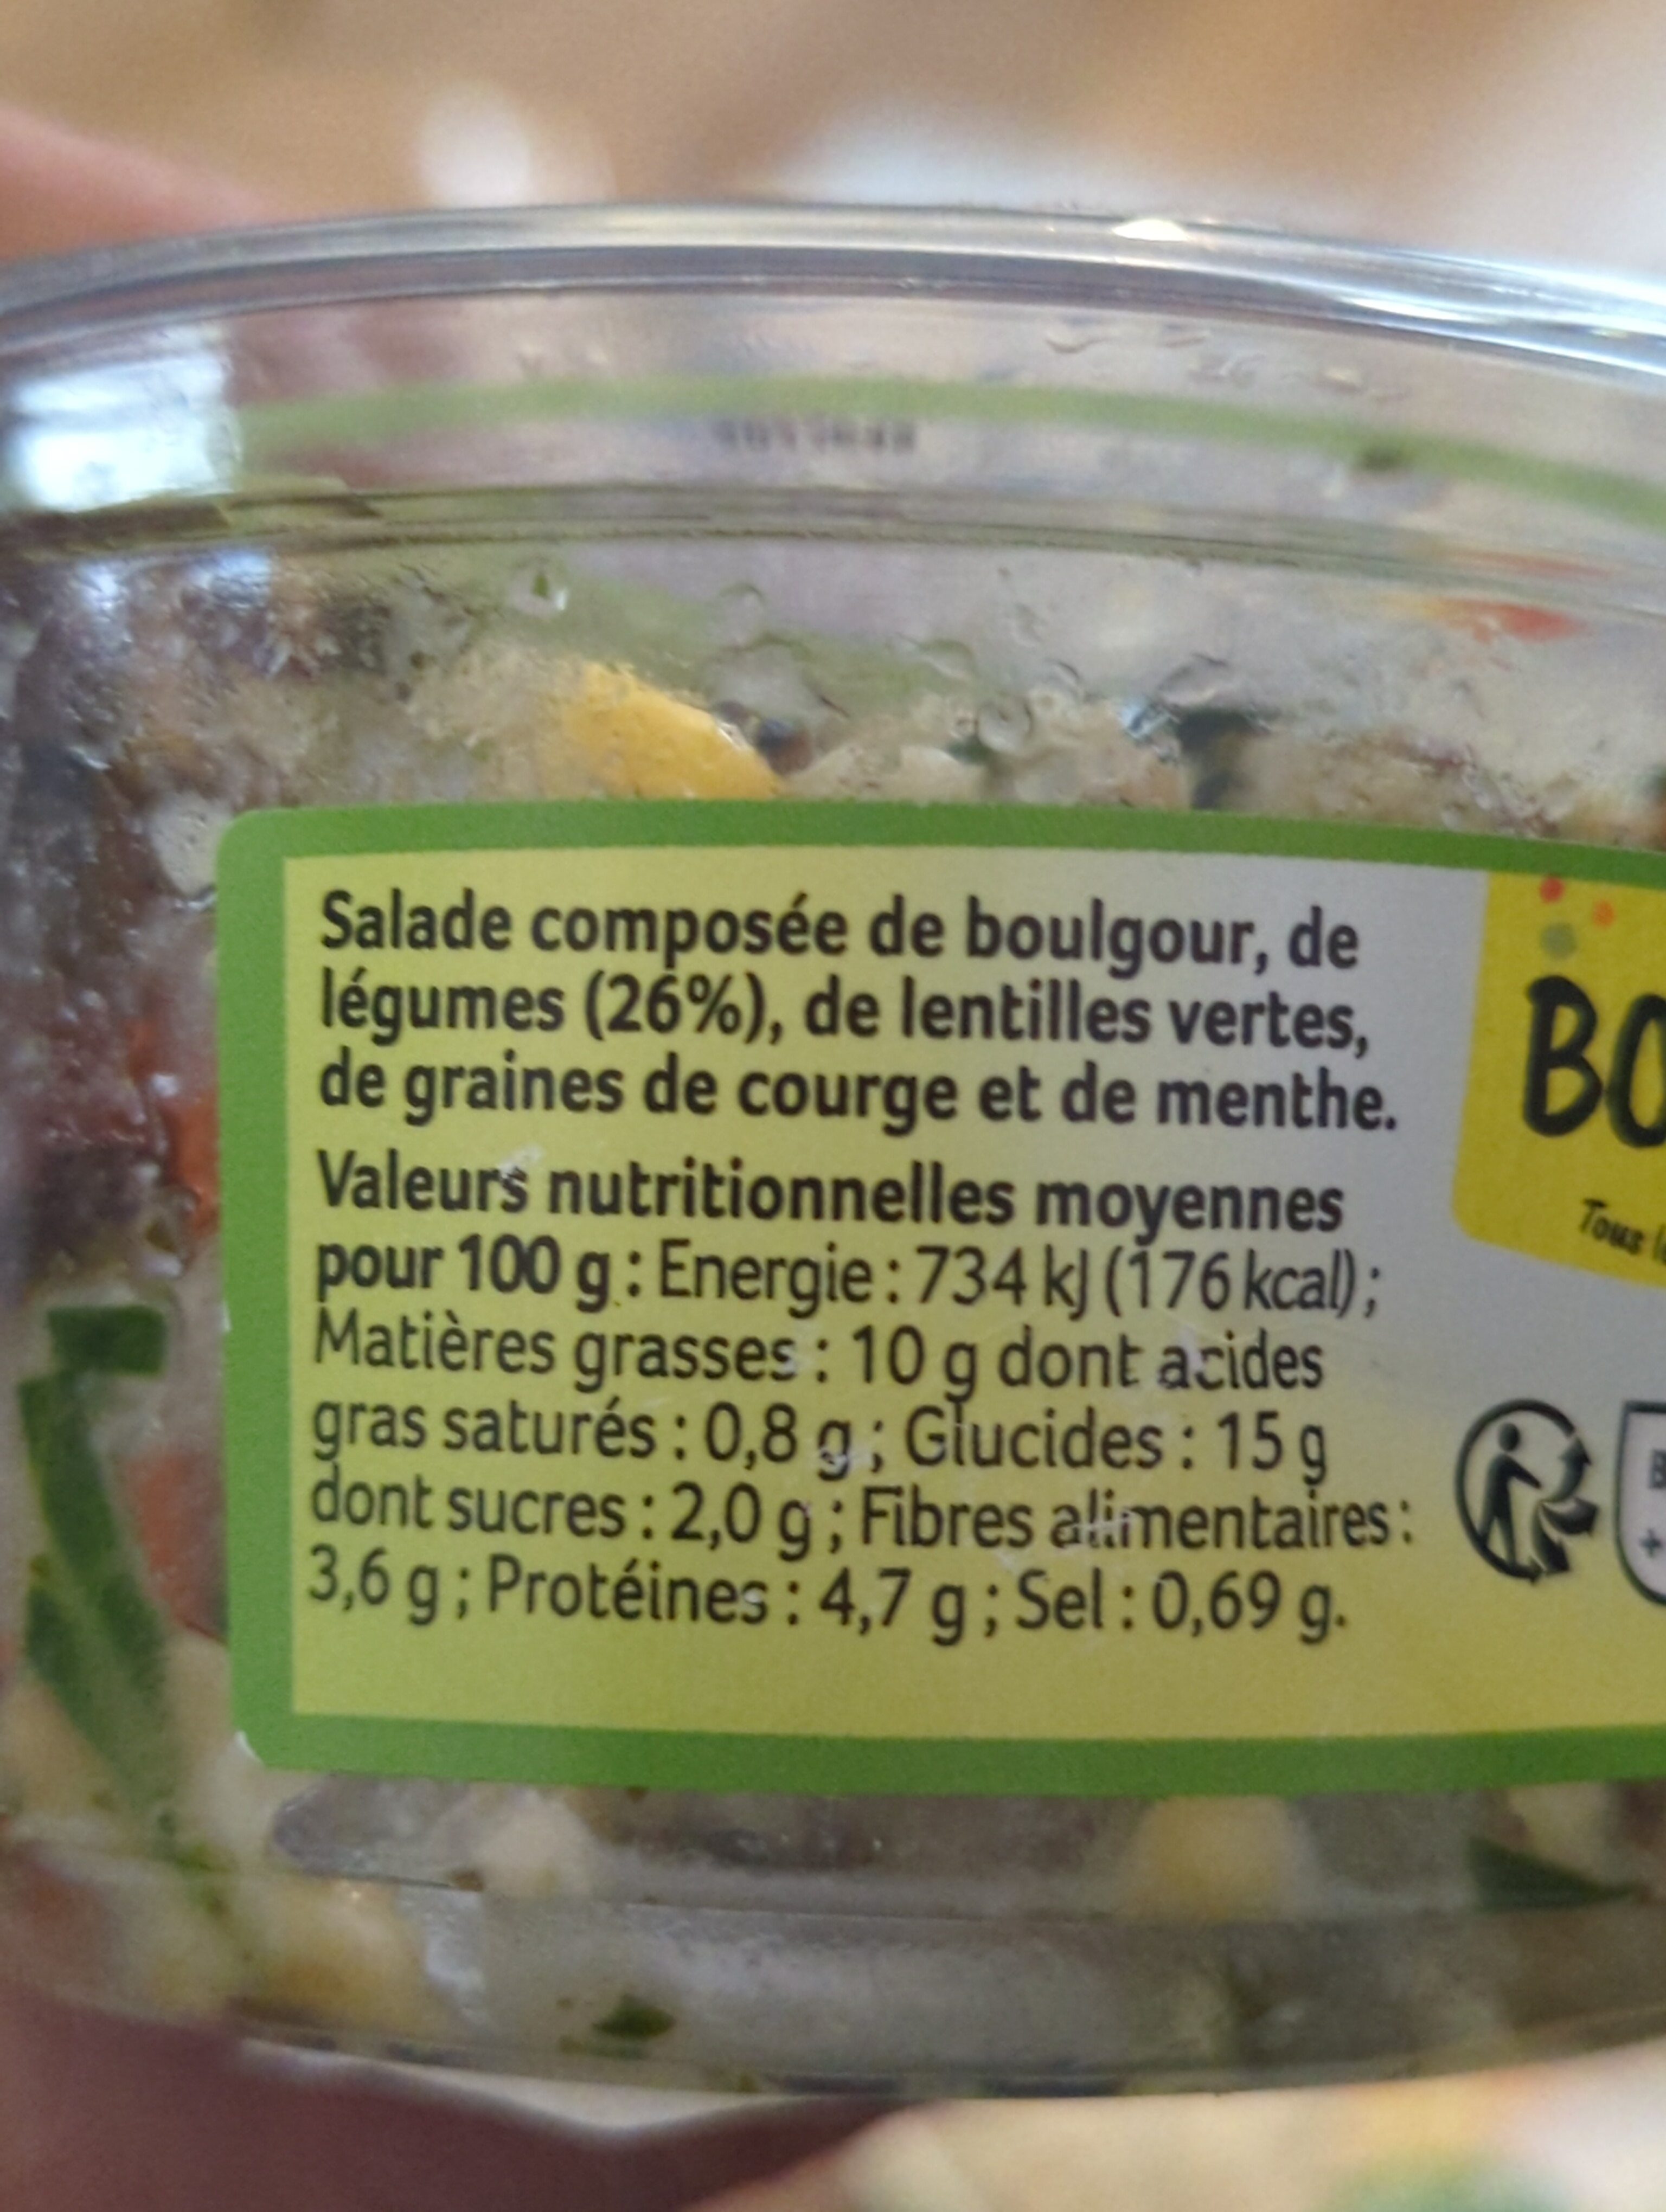 Salade composée de boulgour, de
légumes (26%), de lentilles vertes,
de graines de courge et de menthe.
Valeurs nutritionnelles moyennes
pour 100 g : Energie : 734 kJ (176 kcal) ;
Matières grasses : 10 g dont acides
gras saturés : 0,8 g ; Glucides : 15 g
dont sucres : 2,0 g ; Fibres alimentaires :
3,6 g ; Protéines : 4,7 g ; Sel : 0,69 g.
BO
Tous